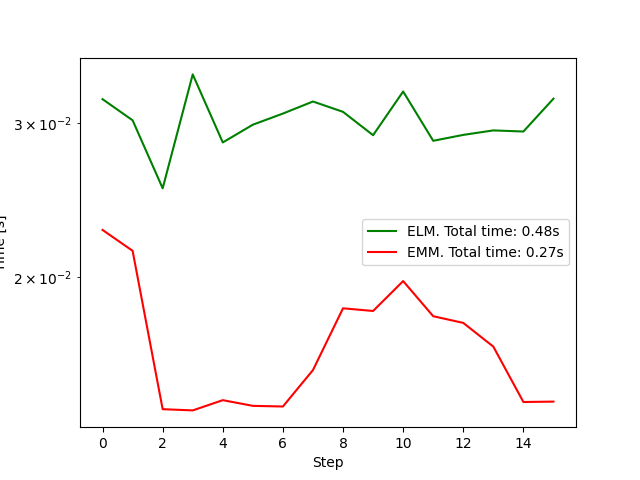 3 × 10⁻²
2 × 10⁻²
ELM. Total time: 0.48s
EMM. Total time: 0.27s
0 2 4 6 8 10 12 14
Step